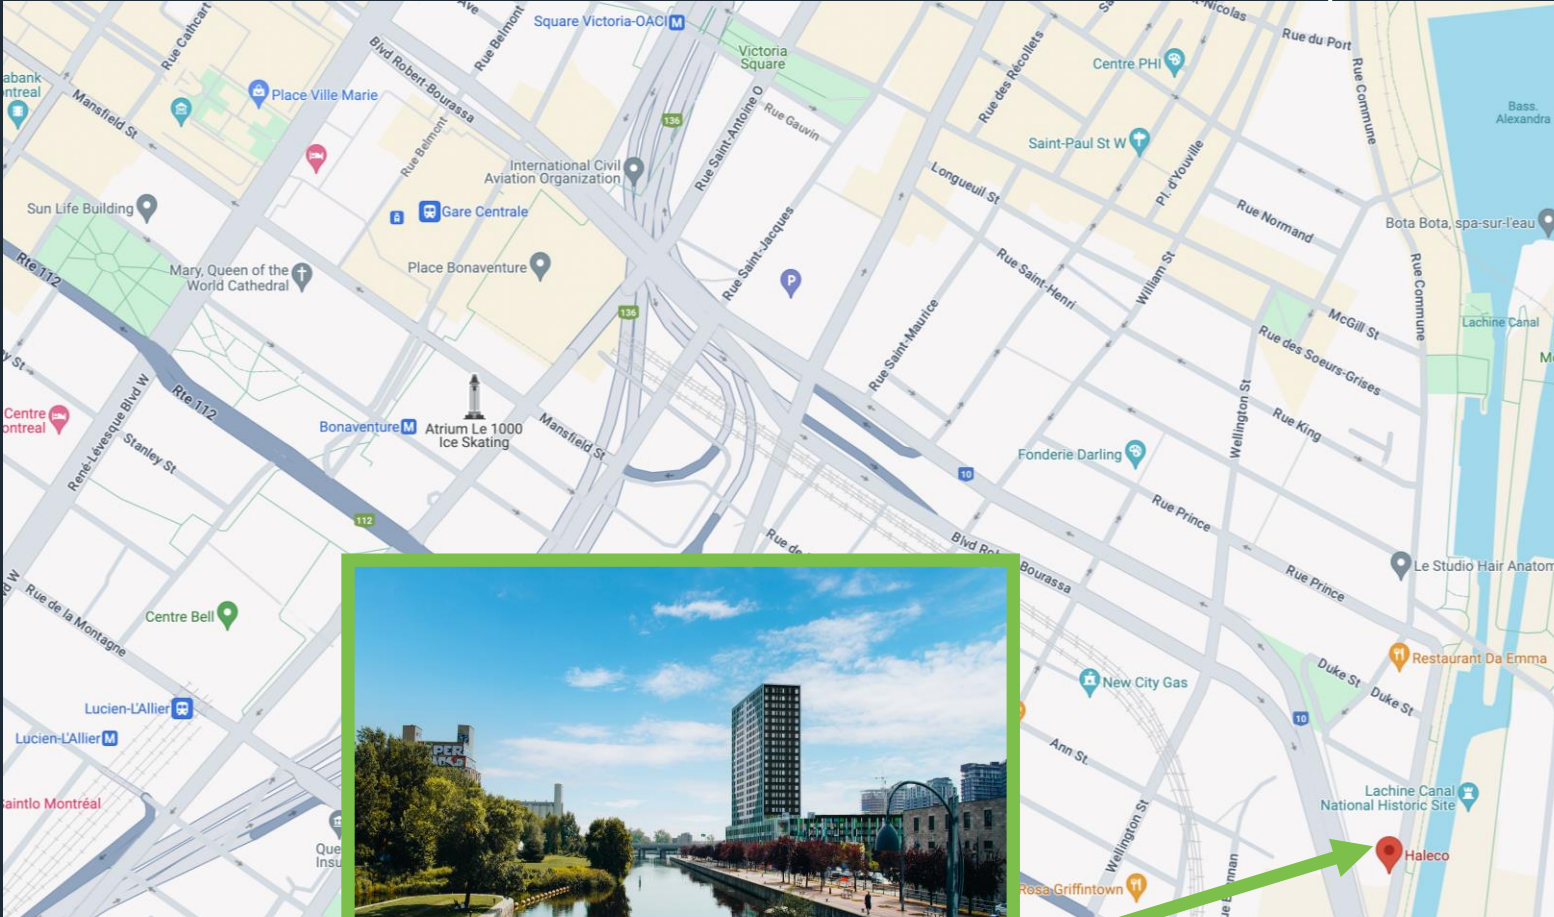 Square Victoria-OACI
Ave
Rue Belmont
Rue Cathcart
Blvd Robert-Bourassa
Victoria
Square
Rue des Récollets
Centre PHI
Rue du Port
Rue Commune
Bass.
Alexandra
Mansfield St
Place Ville Marie
136
Rue Saint-Antoine O
Rue Gauvin
Rue Belmont
Saint-Paul St W
Pl. d'Youville
International Civil
Aviation Organization
Longueuil St
Sun Life Building
Gare Centrale
Rue Normand
Bota Bota, spa-sur-l'eau
Rte 112
Mary, Queen of the
World Cathedral
Place Bonaventure
Rue Saint-Jacques
P
Rue Saint-Henri
William St
Rue Commune
136
Rue Saint-Maurice
McGill St
Lachine Canal
Rue des Soeurs-Grises
Rte 112
René-Lévesque Blvd W
Stanley St
Bonaventure
Atrium Le 1000
Ice Skating
Mansfield St
Wellington St
Rue King
Fonderie Darling
10
Rue Prince
112
Blvd
Bourassa
Le Studio Hair
Rue Prince
Rue de la Montagne
Centre Bell
Restaurant Da Emma
Duke St
Duke St
New City Gas
Lucien-L'Allier
Lucien-L'Allier
10
Ann St
Lachine Canal
National Historic Site
Wellington St
Haleco
Rosa Griffintown